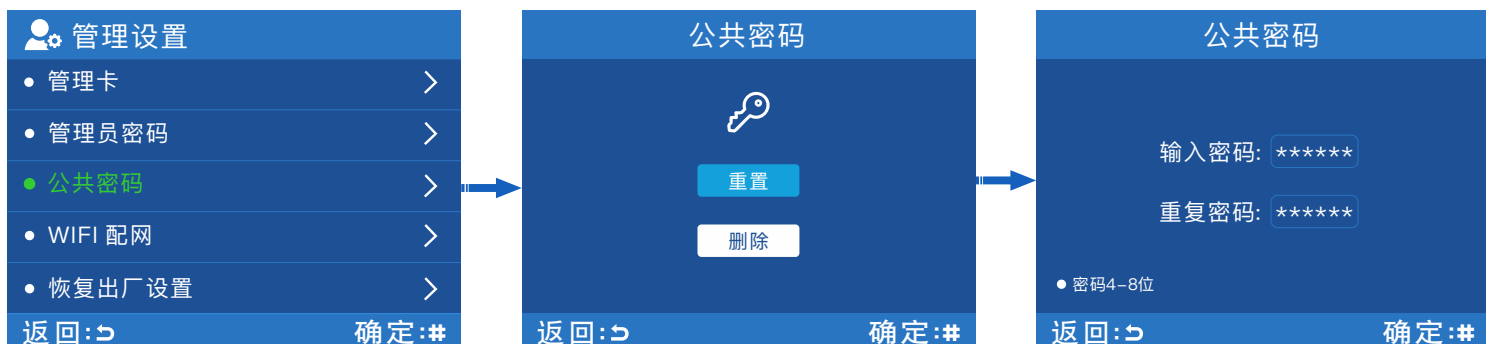 管理设置
管理卡
管理员密码
公共密码
WIFI 配网
恢复出厂设置
返回:⮌
确定:#
公共密码
重置
删除
返回:⮌
确定:#
公共密码
输入密码: ******
重复密码: ******
密码4-8位
返回:⮌
确定:#